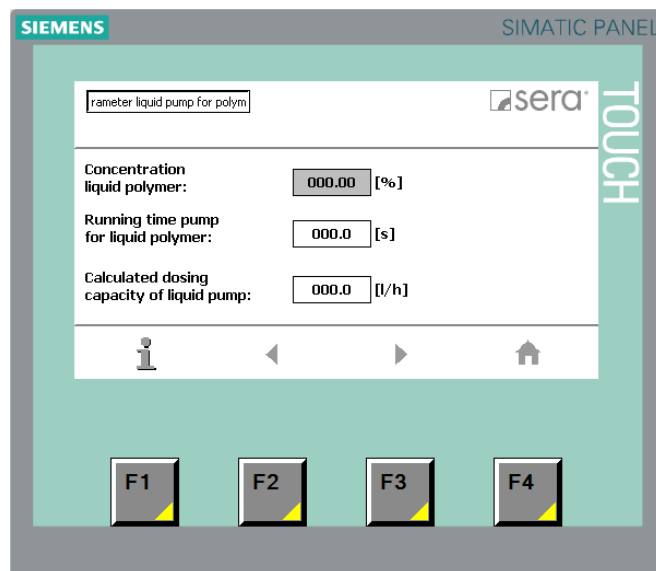 SIEMENS
SIMATIC PANEL
TOUCH
rameter liquid pump for polym
sera
Concentration
liquid polymer:
000.00 [%]
Running time pump
for liquid polymer:
000.0 [s]
Calculated dosing
capacity of liquid pump:
000.0 [l/h]
F1 F2 F3 F4